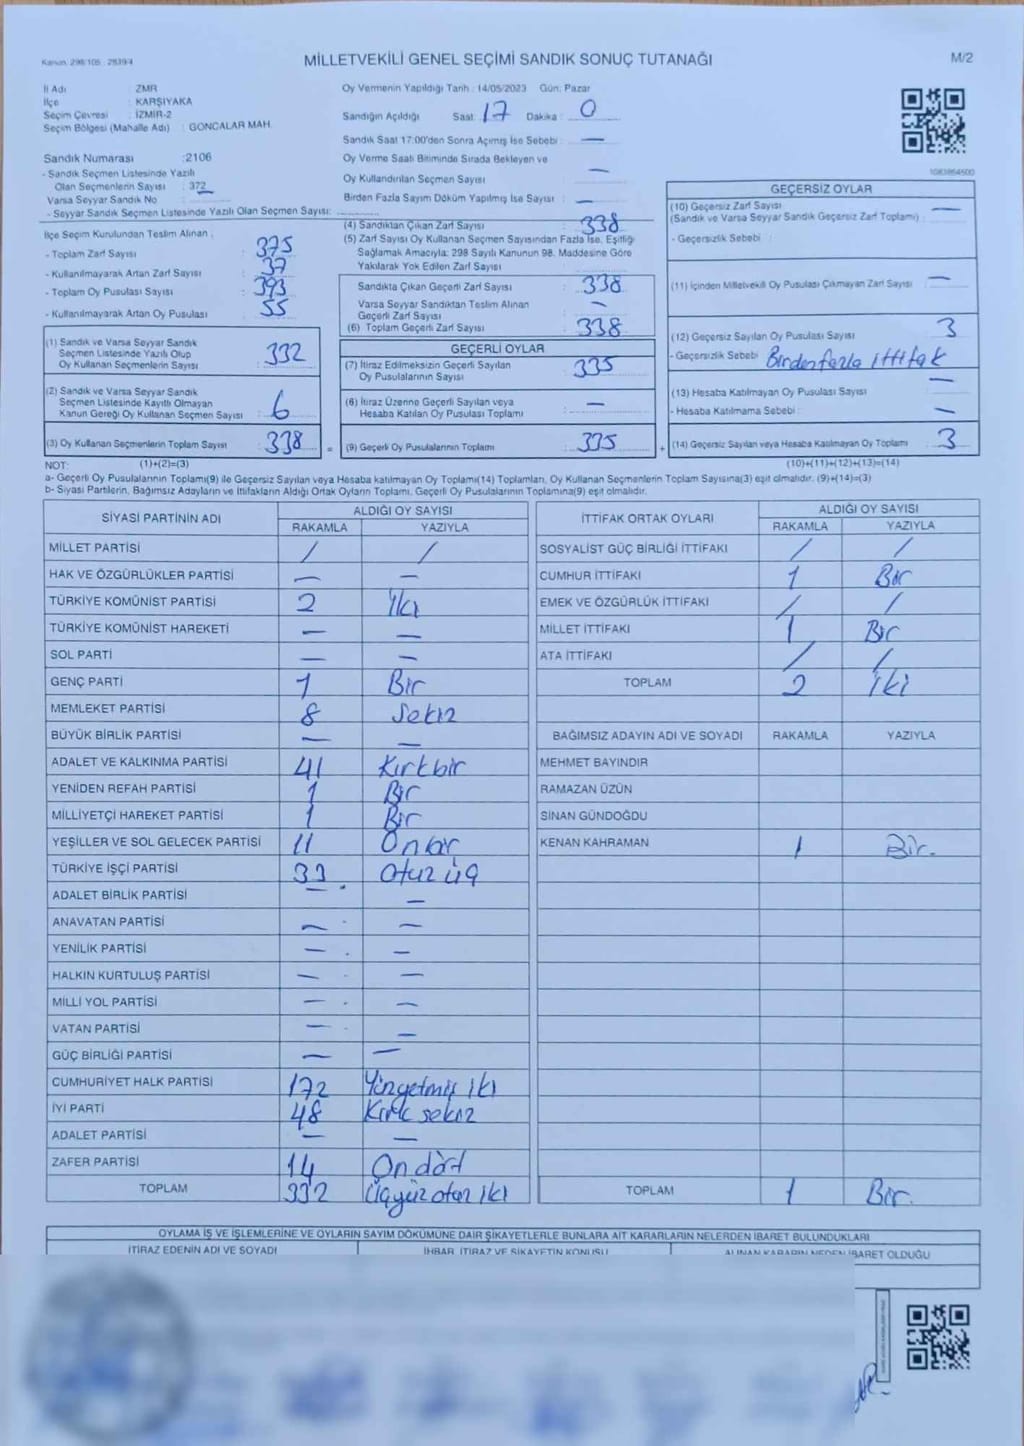 Kanun: 298/105 : 2839/4
MİLLETVEKİLİ GENEL SEÇİMİ SANDIK SONUÇ TUTANAĞI
M/2
İl Adı : ZMR
İlçe : KARŞIYAKA
Seçim Çevresi : İZMİR-2
Seçim Bölgesi (Mahalle Adı) : GONCALAR MAH.
Sandık Numarası :2106
- Sandık Seçmen Listesinde Yazılı
Olan Seçmenlerin Sayısı : 372
Varsa Seyyar Sandık No
- Seyyar Sandık Seçmen Listesinde Yazılı Olan Seçmen Sayısı:
İlçe Seçim Kurulundan Teslim Alınan :
- Toplam Zarf Sayısı : 375
- Kullanılmayarak Artan Zarf Sayısı : 37
- Toplam Oy Pusulası Sayısı : 393
- Kullanılmayarak Artan Oy Pusulası : 55
(1) Sandık ve Varsa Seyyar Sandık
Seçmen Listesinde Yazılı Olup
Oy Kullanan Seçmenlerin Sayısı : 332
(2) Sandık ve Varsa Seyyar Sandık
Seçmen Listesinde Kayıtlı Olmayan
Kanun Gereği Oy Kullanan Seçmen Sayısı : 6
(3) Oy Kullanan Seçmenlerin Toplam Sayısı : 338 =
Oy Vermenin Yapıldığı Tarih : 14/05/2023 Gün: Pazar
Sandığın Açıldığı Saat: 17 Dakika : 0
Sandık Saat 17:00'den Sonra Açımış İse Sebebi : —
Oy Verme Saati Bitiminde Sırada Bekleyen ve
Oy Kullandırılan Seçmen Sayısı : —
Birden Fazla Sayım Döküm Yapılmış İse Sayısı : —
(4) Sandıktan Çıkan Zarf Sayısı : 338
(5) Zarf Sayısı Oy Kullanan Seçmen Sayısından Fazla İse, Eşitliği
Sağlamak Amacıyla: 298 Sayılı Kanunun 98. Maddesine Göre
Yakılarak Yok Edilen Zarf Sayısı
Sandıkta Çıkan Geçerli Zarf Sayısı : 338
Varsa Seyyar Sandıktan Teslim Alınan
Geçerli Zarf Sayısı : —
(6) Toplam Geçerli Zarf Sayısı : 338
GEÇERLİ OYLAR
(7) İtiraz Edilmeksizin Geçerli Sayılan
Oy Pusulalarının Sayısı : 335
(8) İtiraz Üzerine Geçerli Sayılan veya
Hesaba Katılan Oy Pusulası Toplamı : —
(9) Geçerli Oy Pusulalarının Toplamı : 335 +
1083864500
GEÇERSİZ OYLAR
(10) Geçersiz Zarf Sayısı —
(Sandık ve Varsa Seyyar Sandık Geçersiz Zarf Toplamı) :
- Geçersizlik Sebebi :
(11) İçinden Milletvekili Oy Pusulası Çıkmayan Zarf Sayısı : —
(12) Geçersiz Sayılan Oy Pusulası Sayısı : 3
- Geçersizlik Sebebi : Birden fazla ittifak
(13) Hesaba Katılmayan Oy Pusulası Sayısı : —
- Hesaba Katılmama Sebebi : —
(14) Geçersiz Sayılan veya Hesaba Katılmayan Oy Toplamı : 3
NOT: (1)+(2)=(3) (10)+(11)+(12)+(13)=(14)
a- Geçerli Oy Pusulalarının Toplamı(9) ile Geçersiz Sayılan veya Hesaba katılmayan Oy Toplamı(14) Toplamları, Oy Kullanan Seçmenlerin Toplam Sayısına(3) eşit olmalıdır. (9)+(14)=(3)
b- Siyasi Partilerin, Bağımsız Adayların ve İttifakların Aldığı Ortak Oyların Toplamı, Geçerli Oy Pusulalarının Toplamına(9) eşit olmalıdır.
SİYASİ PARTİNİN ADI ALDIĞI OY SAYISI
RAKAMLA YAZIYLA
MİLLET PARTİSİ / /
HAK VE ÖZGÜRLÜKLER PARTİSİ — —
TÜRKİYE KOMÜNİST PARTİSİ 2 İki
TÜRKİYE KOMÜNİST HAREKETİ — —
SOL PARTİ — —
GENÇ PARTİ 1 Bir
MEMLEKET PARTİSİ 8 Sekiz
BÜYÜK BİRLİK PARTİSİ — —
ADALET VE KALKINMA PARTİSİ 41 Kırkbir
YENİDEN REFAH PARTİSİ 1 Bir
MİLLİYETÇİ HAREKET PARTİSİ 1 Bir
YEŞİLLER VE SOL GELECEK PARTİSİ 11 Onbir
TÜRKİYE İŞÇİ PARTİSİ 33 Otuz üç
ADALET BİRLİK PARTİSİ — —
ANAVATAN PARTİSİ — —
YENİLİK PARTİSİ — —
HALKIN KURTULUŞ PARTİSİ — —
MİLLİ YOL PARTİSİ — —
VATAN PARTİSİ — —
GÜÇ BİRLİĞİ PARTİSİ — —
CUMHURİYET HALK PARTİSİ 172 Yüzyetmiş iki
İYİ PARTİ 48 Kırk sekiz
ADALET PARTİSİ — —
ZAFER PARTİSİ 14 On dört
TOPLAM 332 Üçyüz otuz iki
İTTİFAK ORTAK OYLARI ALDIĞI OY SAYISI
RAKAMLA YAZIYLA
SOSYALİST GÜÇ BİRLİĞİ İTTİFAKI / /
CUMHUR İTTİFAKI 1 Bir
EMEK VE ÖZGÜRLÜK İTTİFAKI / /
MİLLET İTTİFAKI 1 Bir
ATA İTTİFAKI / /
TOPLAM 2 İki
BAĞIMSIZ ADAYIN ADI VE SOYADI RAKAMLA YAZIYLA
MEHMET BAYINDIR
RAMAZAN ÜZÜN
SİNAN GÜNDOĞDU
KENAN KAHRAMAN 1 Bir.
TOPLAM 1 Bir.
OYLAMA İŞ VE İŞLEMLERİNE VE OYLARIN SAYIM DÖKÜMÜNE DAİR ŞİKAYETLERLE BUNLARA AİT KARARLARIN NELERDEN İBARET BULUNDUKLARI
İTİRAZ EDENİN ADI VE SOYADI İHBAR, İTİRAZ VE ŞİKAYETİN KONUSU ALINAN KARARIN NEDEN İBARET OLDUĞU